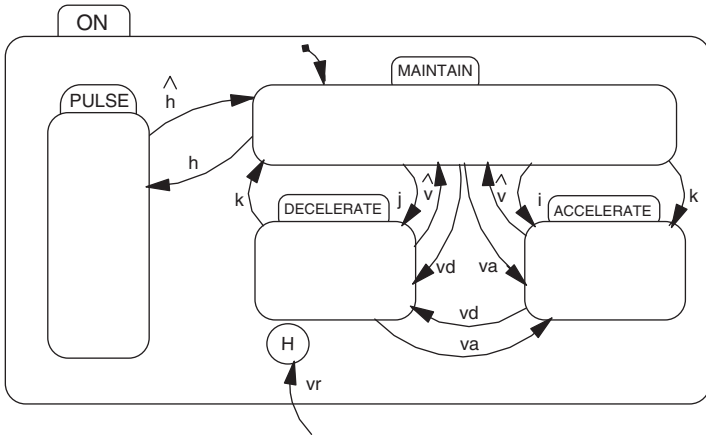 ON
MAINTAIN
PULSE
ĥ
h
k
j
v̂
v̂
i
k
DECELERATE
ACCELERATE
vd
va
vd
va
H
vr